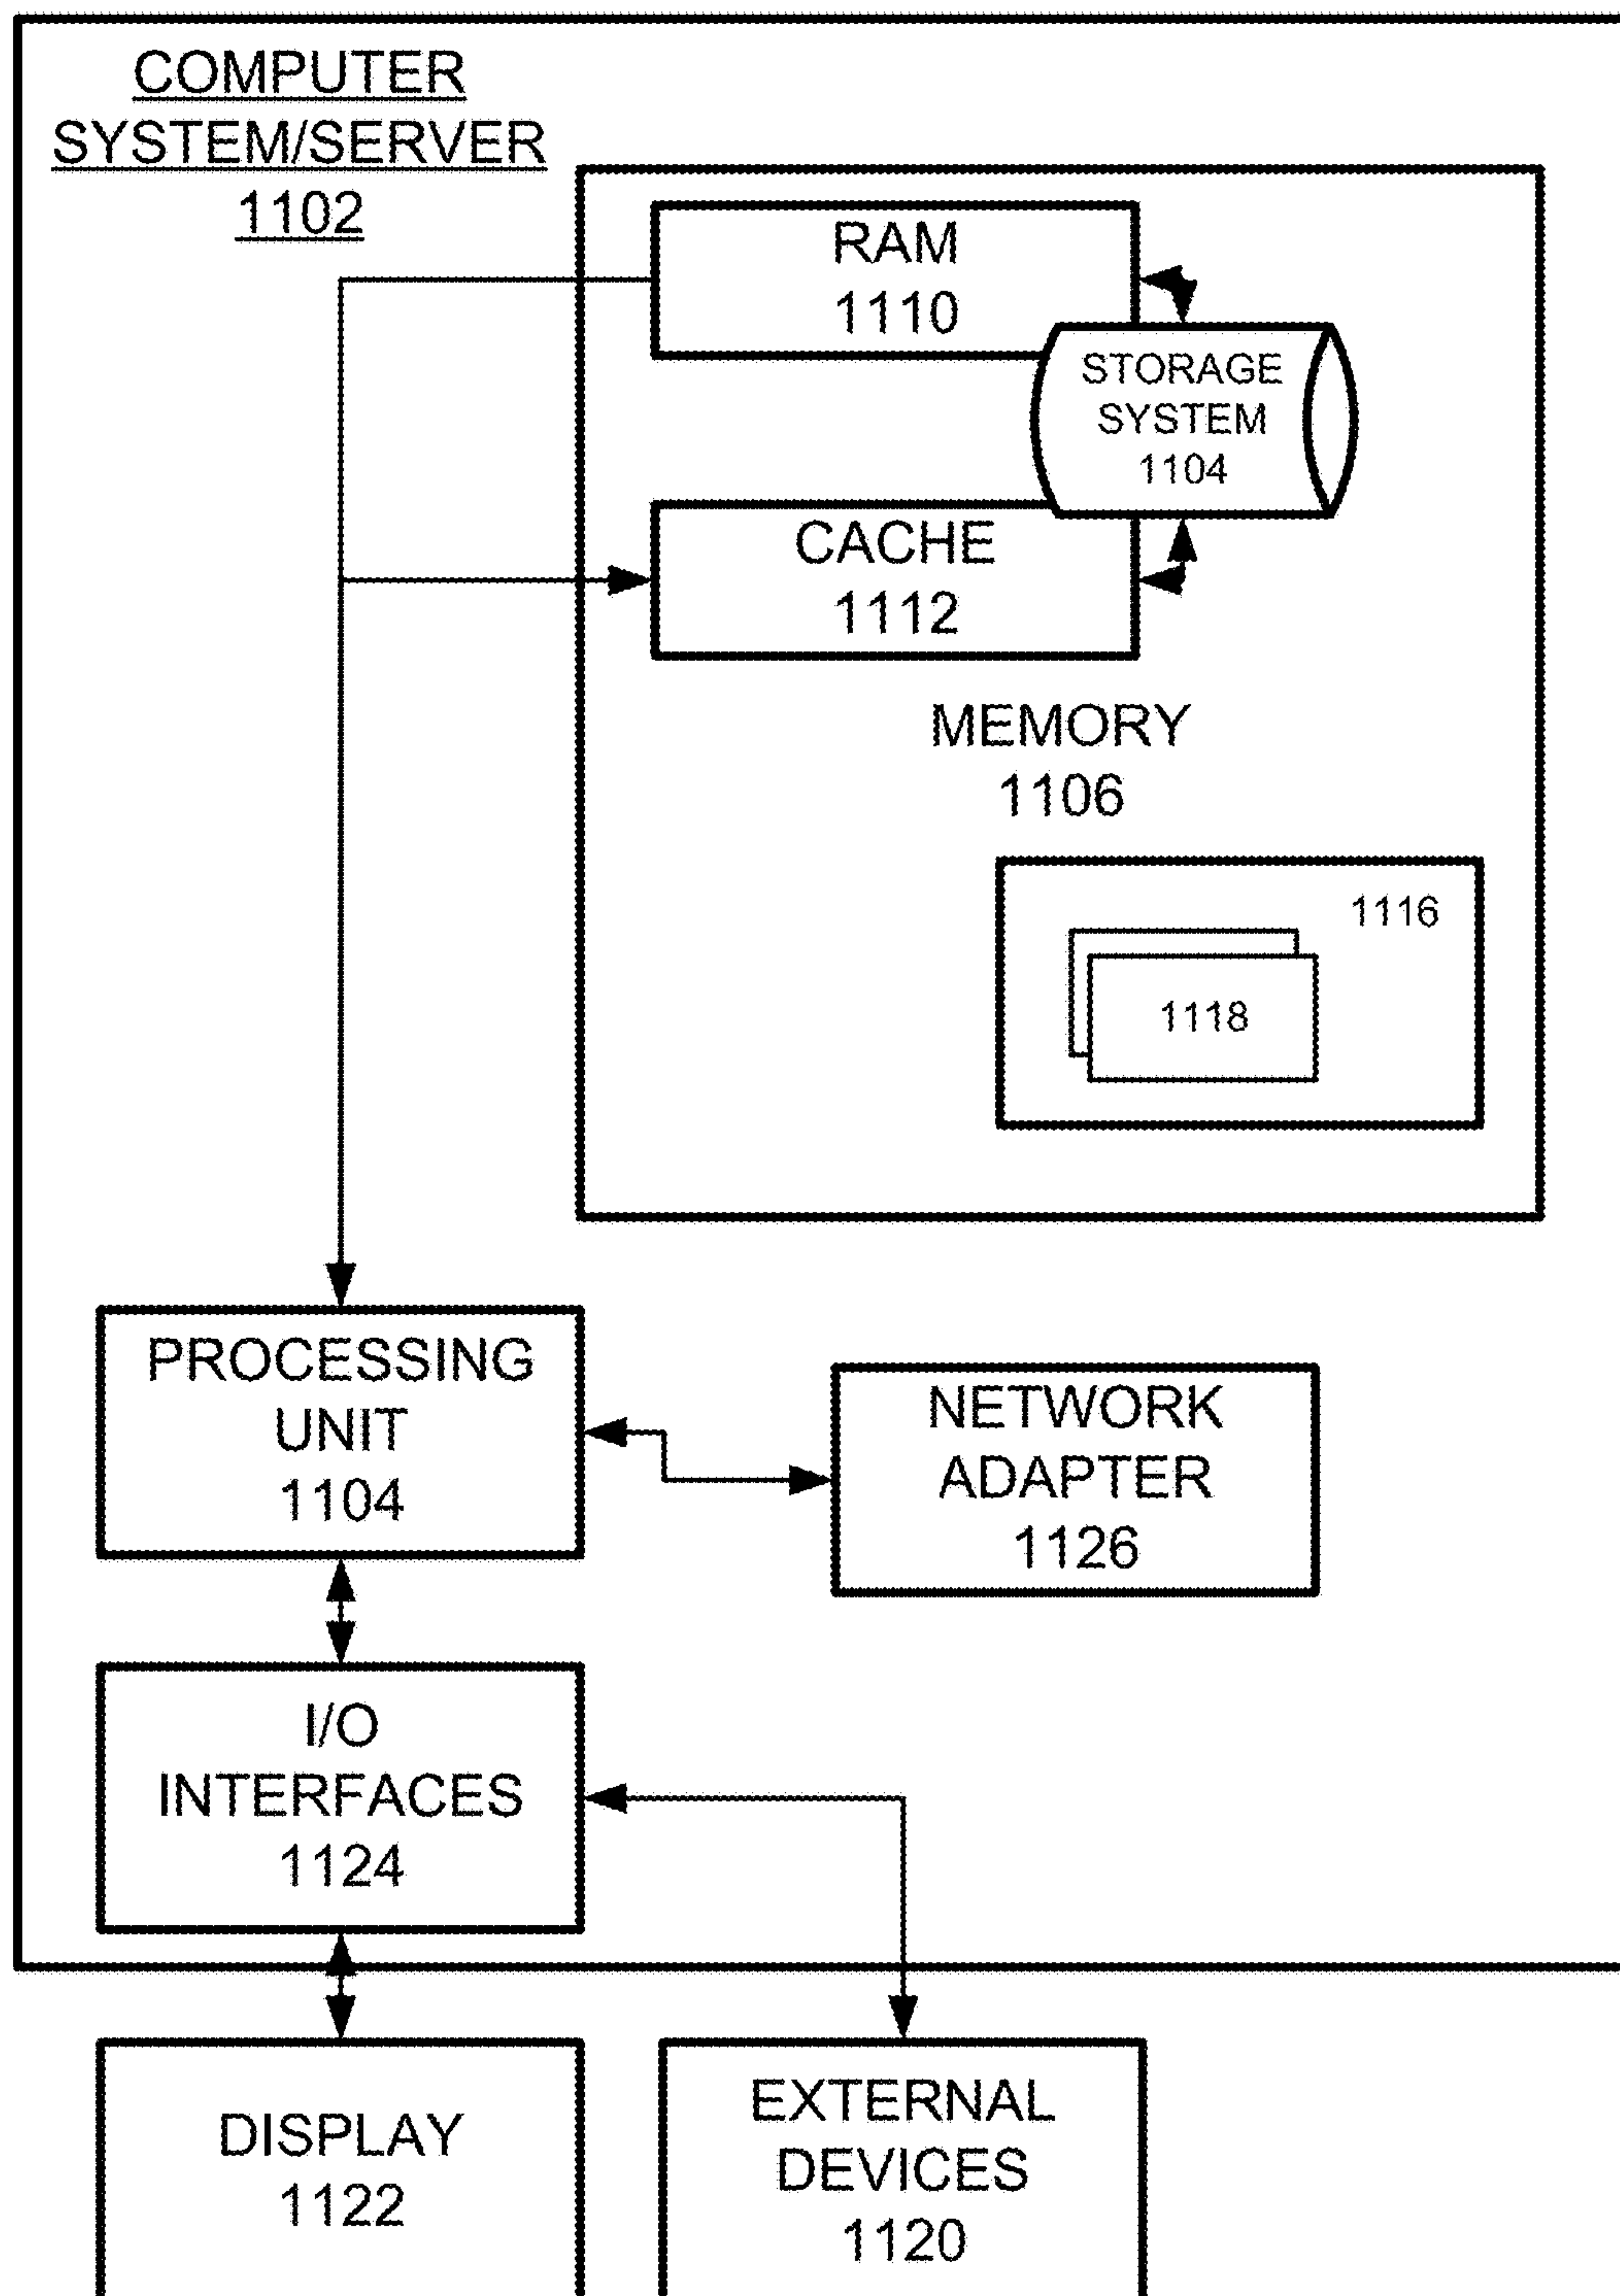 COMPUTER
SYSTEM/SERVER
1102
RAM
1110
STORAGE
SYSTEM
1104
CACHE
1112
MEMORY
1106
1116
1118
PROCESSING
UNIT
1104
NETWORK
ADAPTER
1126
I/O
INTERFACES
1124
DISPLAY
1122
EXTERNAL
DEVICES
1120